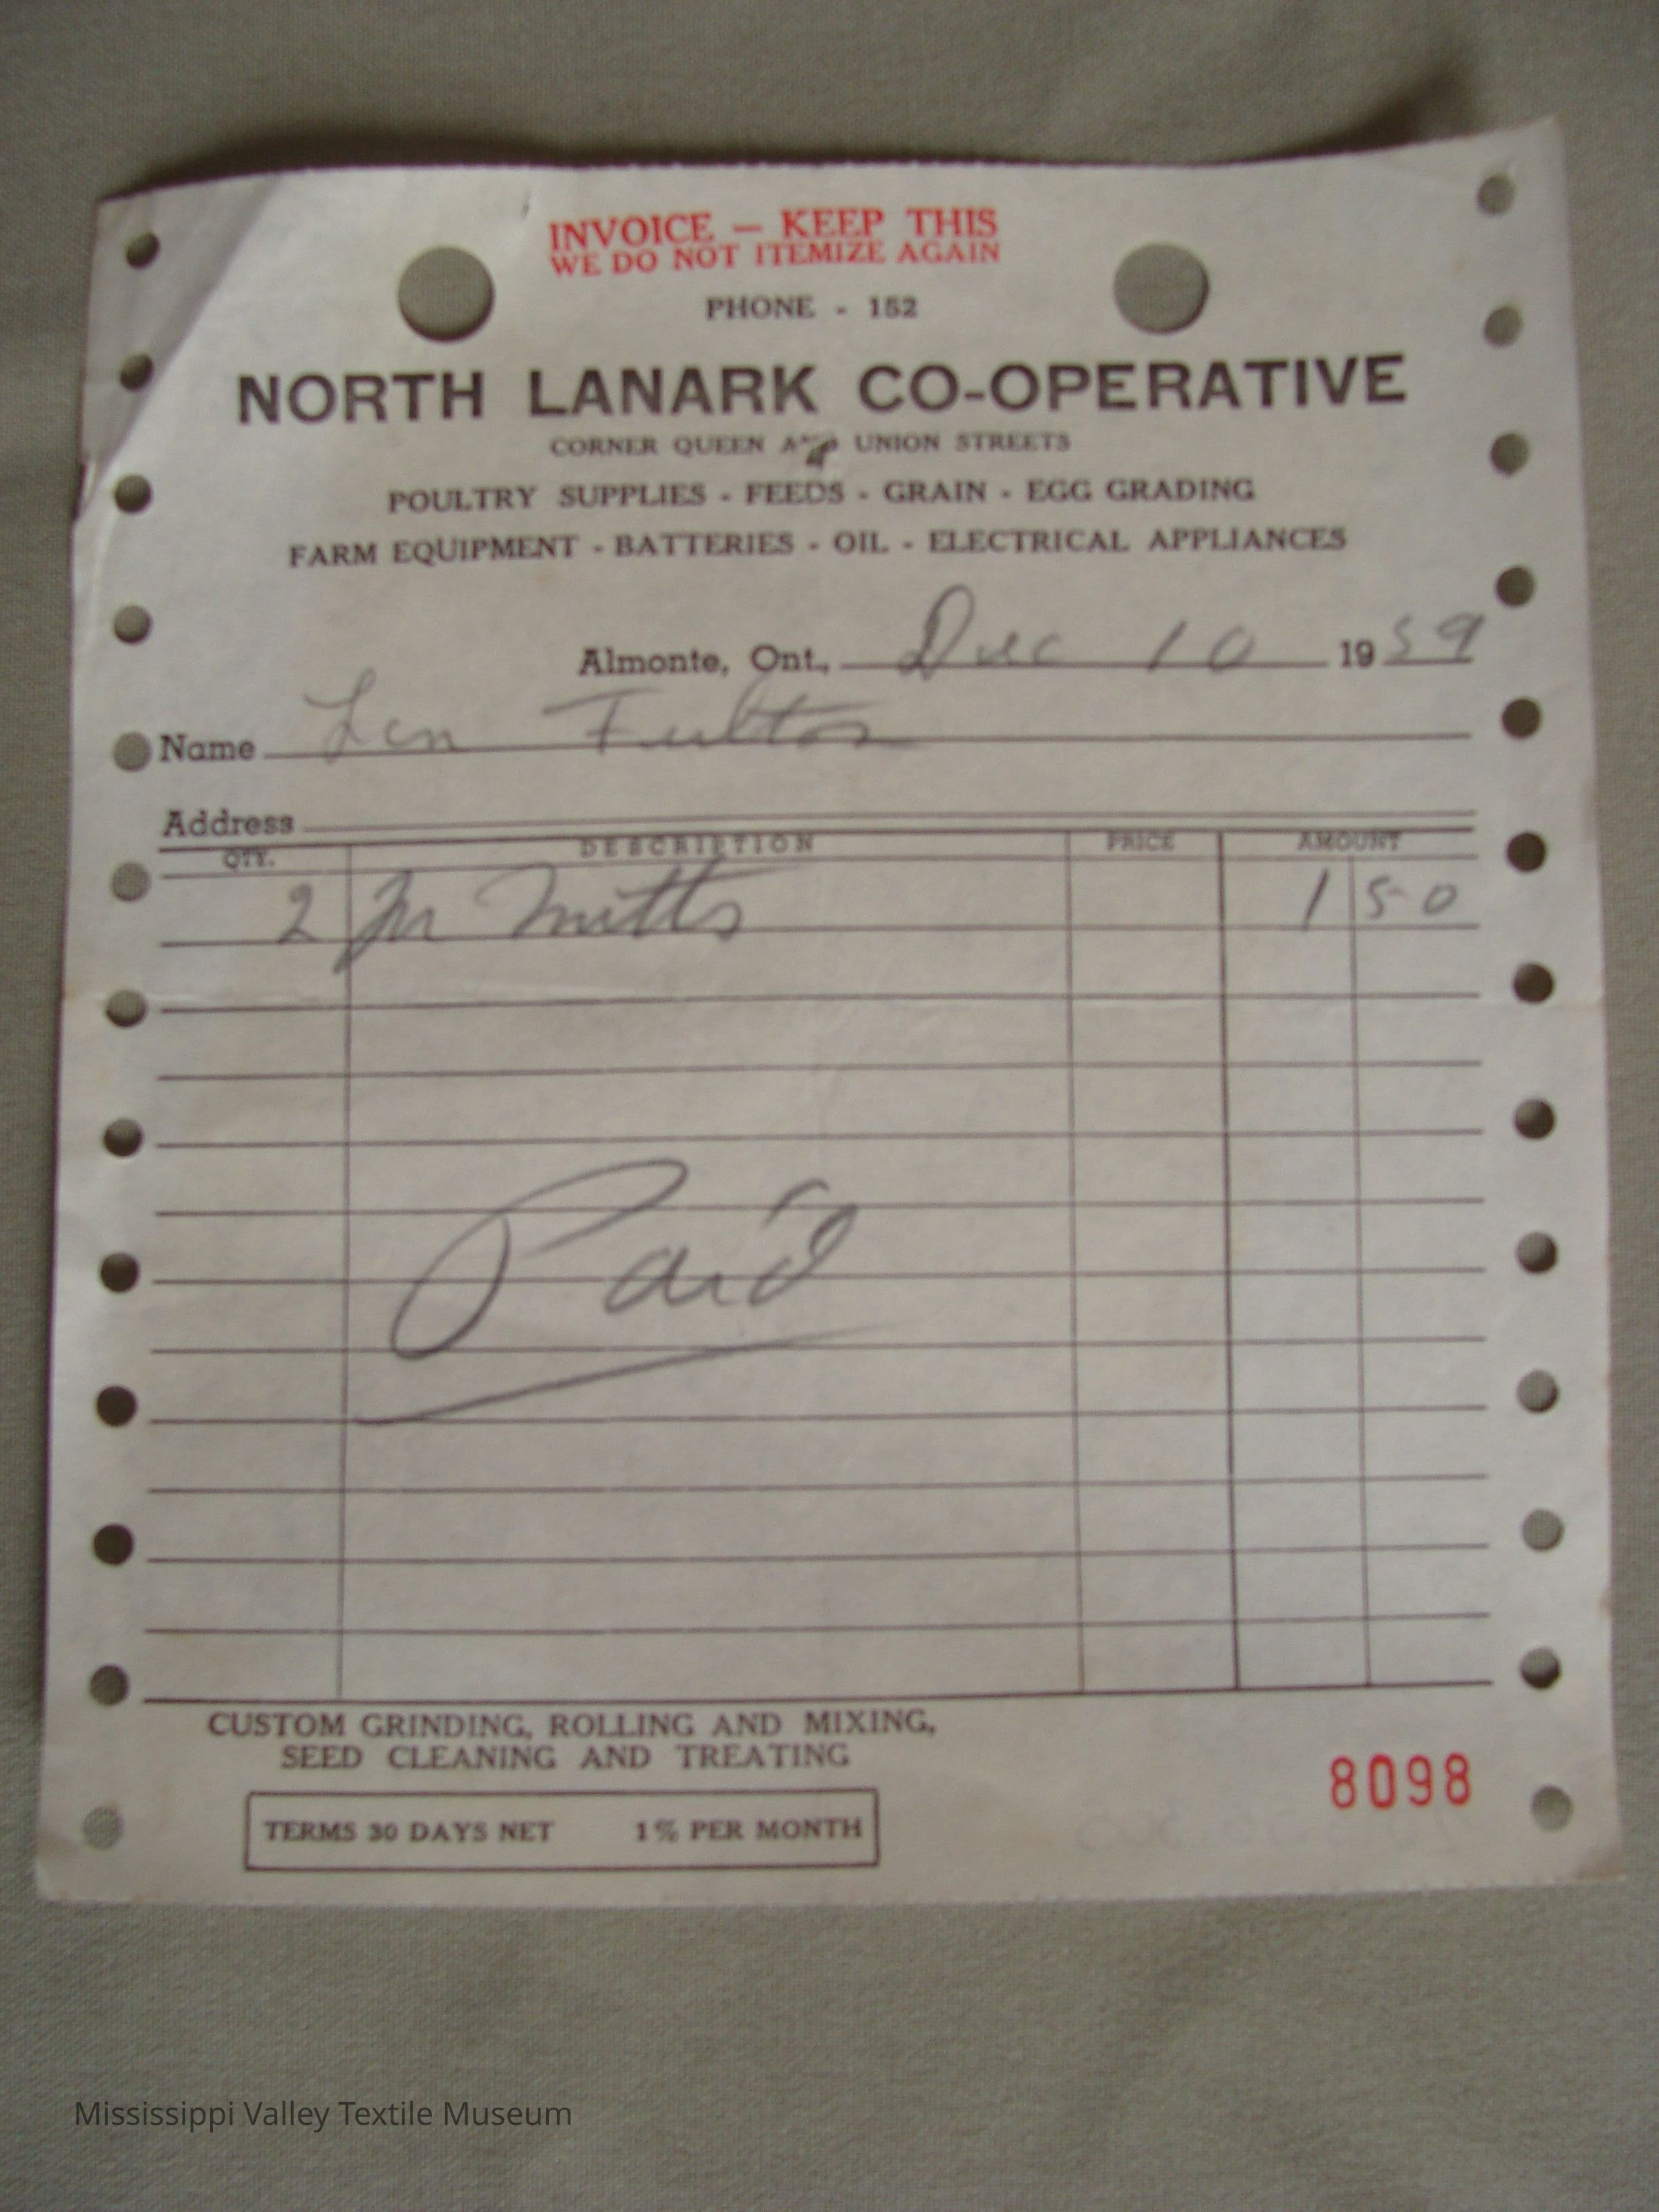 INVOICE — KEEP THIS
WE DO NOT ITEMIZE AGAIN
PHONE - 152
NORTH LANARK CO-OPERATIVE
CORNER QUEEN AND UNION STREETS
POULTRY SUPPLIES - FEEDS - GRAIN - EGG GRADING
FARM EQUIPMENT - BATTERIES - OIL - ELECTRICAL APPLIANCES
Almonte, Ont., Dec 10 1959
Name Len Fulton
Address
QTY. DESCRIPTION PRICE AMOUNT
2 Mitts 1 50
Paid
CUSTOM GRINDING, ROLLING AND MIXING,
SEED CLEANING AND TREATING
8098
TERMS 30 DAYS NET 1% PER MONTH
Mississippi Valley Textile Museum